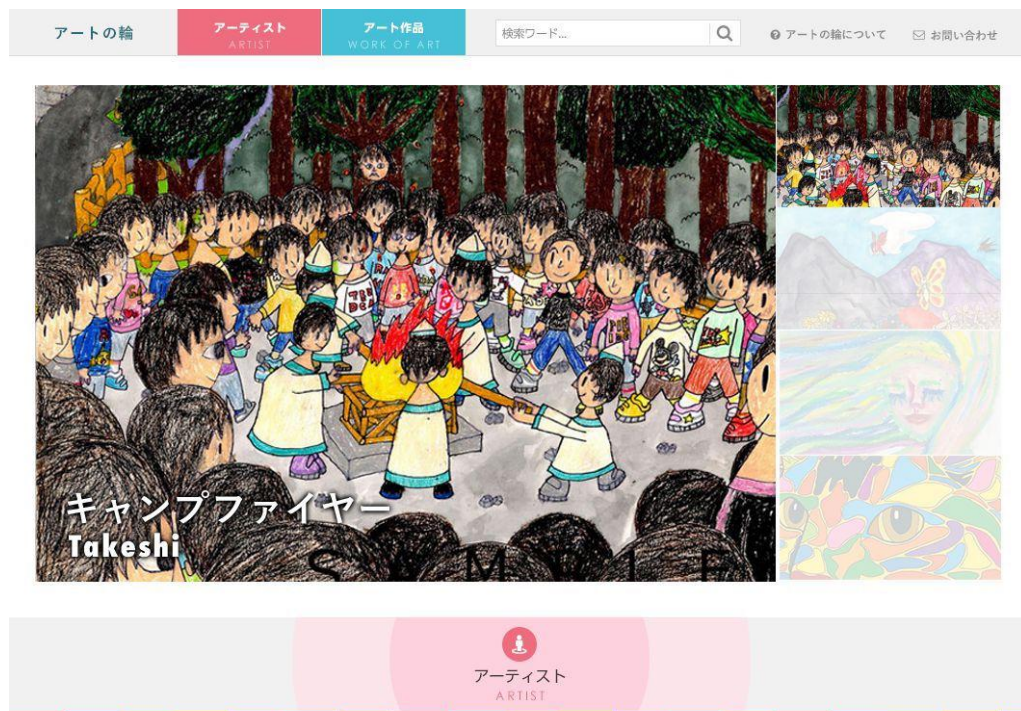 アートの輪
アーティスト
ARTIST
アート作品
WORK OF ART
検索ワード...
アートの輪について
お問い合わせ
キャンプファイヤー
Takeshi
アーティスト
ARTIST